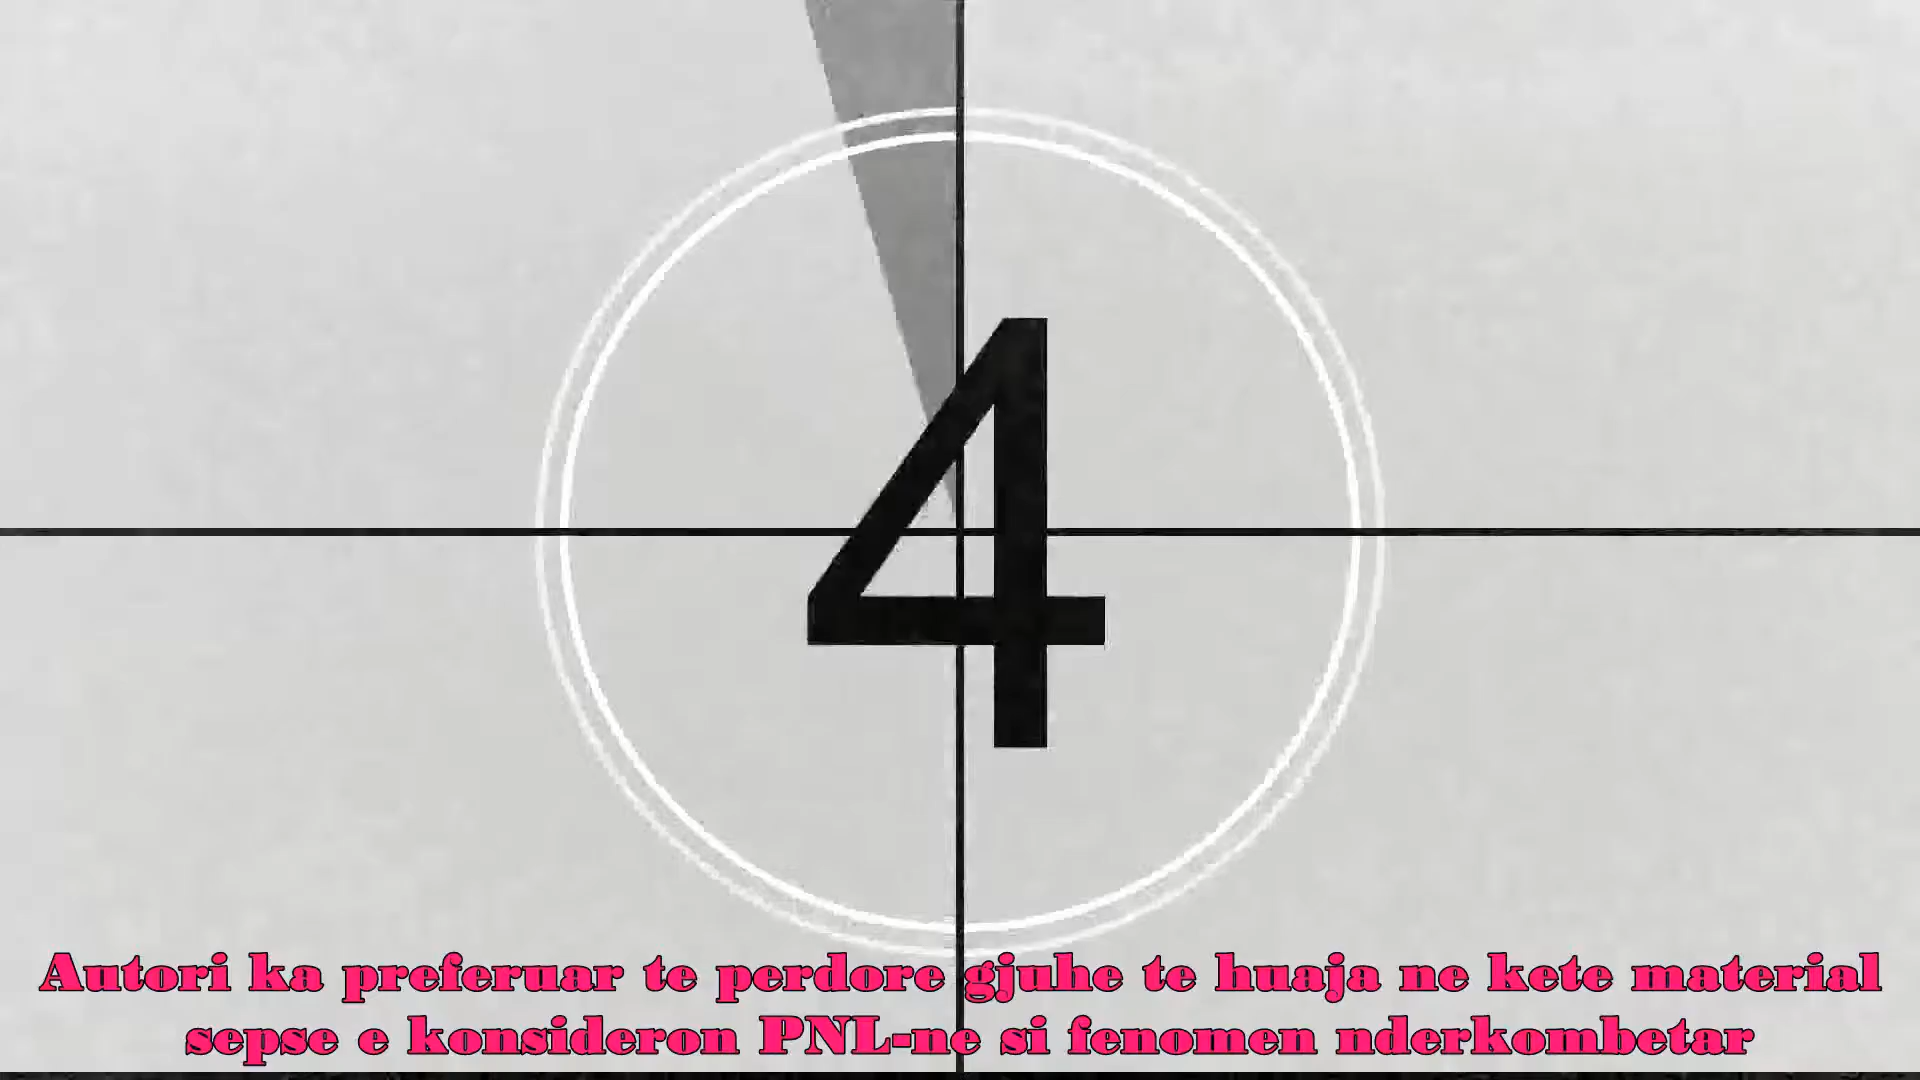 4
Autori ka preferuar te perdore gjuhe te huaja ne kete material
sepse e konsideron PNL-ne si fenomen nderkombetar